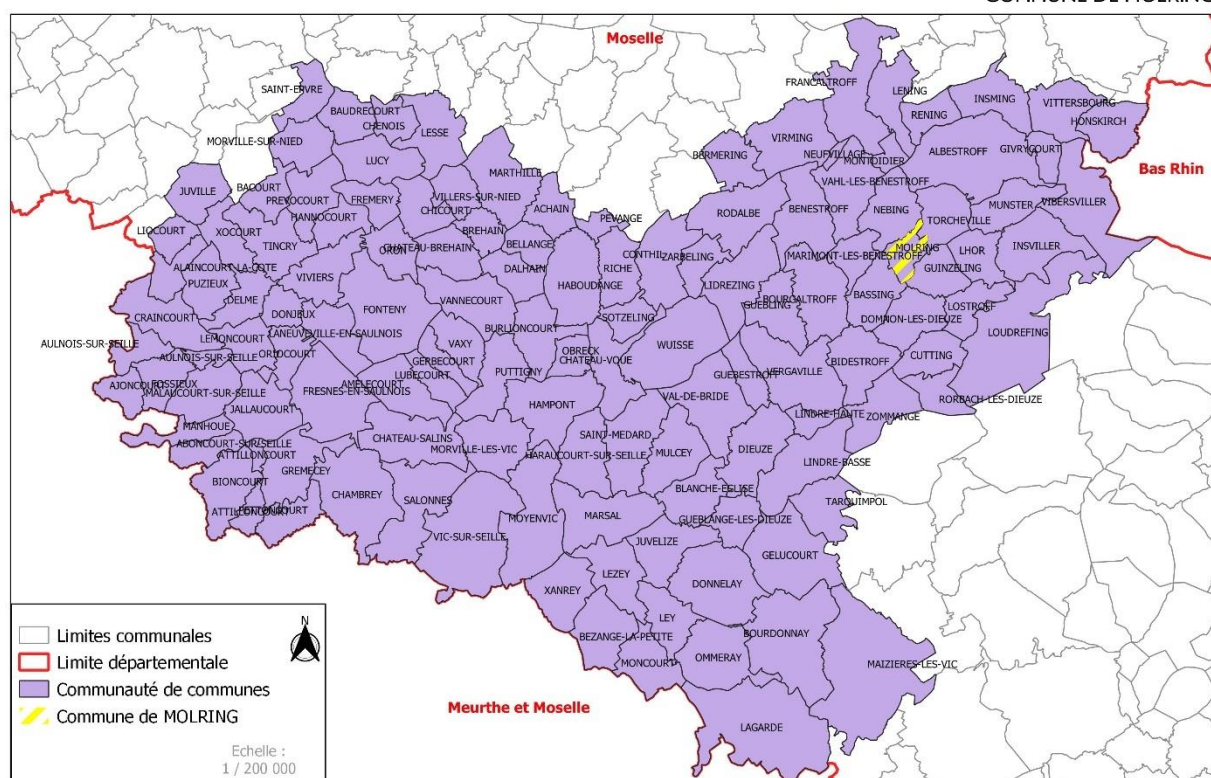 COMMUNE DE MOLRING
Moselle
Bas Rhin
Meurthe et Moselle
SAINT-EPVRE
FRANCALTROFF
LENING
BAUDRECOURT
CHENOIS
LESSE
RENING
INSMING
VITTERSBOURG
HONSKIRCH
MORVILLE-SUR-NIED
LUCY
BERMERING
VIRMING
NEUFVILLAGE
MONTDIDIER
ALBESTROFF
GIVRYCOURT
JUVILLE
BACOURT
PREVOCOURT
FREMERY
VILLERS-SUR-NIED
CHICOURT
MARTHILLE
ACHAIN
VAHL-LES-BENESTROFF
HANNOCOURT
PEVANGE
RODALBE
BENESTROFF
NEBING
TORCHEVILLE
MUNSTER
VIBERSVILLER
LIOCOURT
XOCOURT
TINCRY
ORON
CHATEAU-BREHAIN
BREHAIN
BELLANGE
DALHAIN
CONTHIL
ZARBELING
MARIMONT-LES-BENESTROFF
MOLRING
LHOR
INSVILLER
GUINZELING
ALAINCOURT-LA-COTE
PUZIEUX
VIVIERS
HABOUDANGE
RICHE
LIDREZING
BOURGALTROFF
GUEBLING
BASSING
DELME
DONJEUX
FONTENY
VANNECOURT
SOTZELING
DOMNON-LES-DIEUZE
LOSTROFF
LOUDREFING
CRAINCOURT
LANEUVEVILLE-EN-SAULNOIS
BURLIONCOURT
LEMONCOURT
AULNOIS-SUR-SEILLE
AULNOIS-SUR-SEILLE
ORIOCOURT
VAXY
GERBECOURT
LUBECOURT
OBRECK
CHATEAU-VOUE
WUISSE
CUTTING
BIDESTROFF
PUTTIGNY
GUEBESTROFF
VERGAVILLE
AJONCOURT
FOSSIEUX
MALAUCOURT-SUR-SEILLE
FRESNES-EN-SAULNOIS
AMELECOURT
VAL-DE-BRIDE
RORBACH-LES-DIEUZE
JALLAUCOURT
HAMPONT
LINDRE-HAUTE
ZOMMANGE
MANHOUE
ABONCOURT-SUR/SEILLE
ATTILLONCOURT
CHATEAU-SALINS
MORVILLE-LES-VIC
SAINT-MEDARD
HARAUCOURT-SUR-SEILLE
MULCEY
DIEUZE
LINDRE-BASSE
GREMECEY
BIONCOURT
CHAMBREY
SALONNES
BLANCHE-EGLISE
TARQUIMPOL
PETTONCOURT
MOYENVIC
MARSAL
GUEBLANGE-LES-DIEUZE
VIC-SUR-SEILLE
JUVELIZE
GELUCOURT
LEZEY
DONNELAY
XANREY
LEY
BOURDONNAY
BEZANGE-LA-PETITE
MONCOURT
OMMERAY
MAIZIERES-LES-VIC
LAGARDE
N
Limites communales
Limite départementale
Communauté de communes
Commune de MOLRING
Echelle :
1 / 200 000